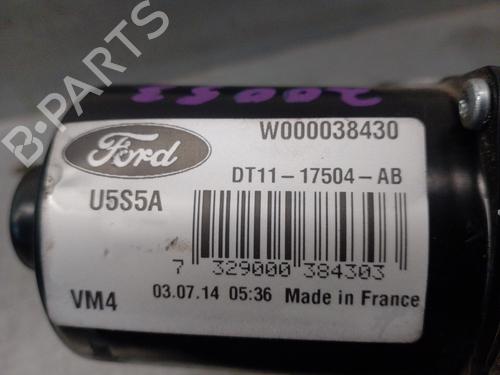 B-PARTS
20053
Ford
W000038430
DT11-17504-AB
U5S5A
7 329000 384303
VM4 03.07.14 05:36 Made in France